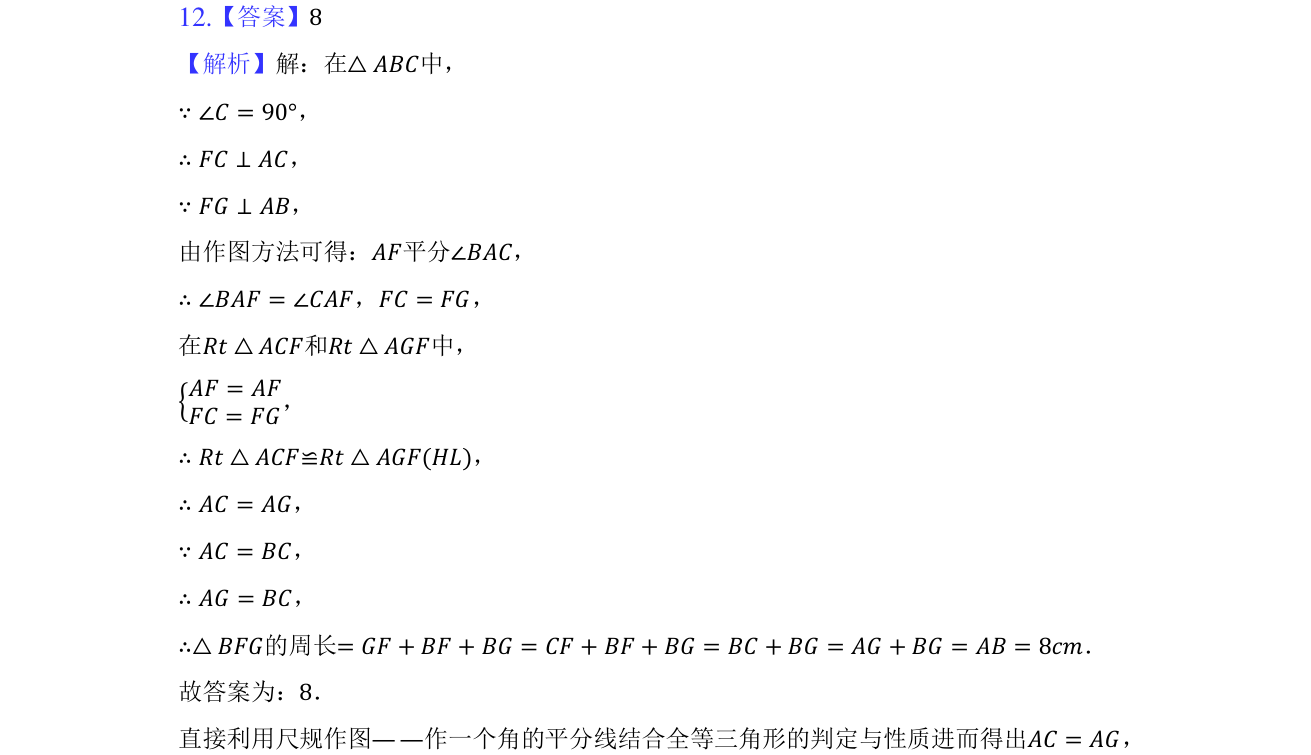 12.【答案】8
【解析】解：在△ ABC中，
∵ ∠C = 90°，
∴ FC ⊥ AC，
∵ FG ⊥ AB，
由作图方法可得：AF平分∠BAC，
∴ ∠BAF = ∠CAF，FC = FG，
在Rt △ ACF和Rt △ AGF中，
{AF = AF
FC = FG，
∴ Rt △ ACF≌Rt △ AGF(HL)，
∴ AC = AG，
∵ AC = BC，
∴ AG = BC，
∴△ BFG的周长= GF + BF + BG = CF + BF + BG = BC + BG = AG + BG = AB = 8cm．
故答案为：8．
直接利用尺规作图— —作一个角的平分线结合全等三角形的判定与性质进而得出AC = AG，